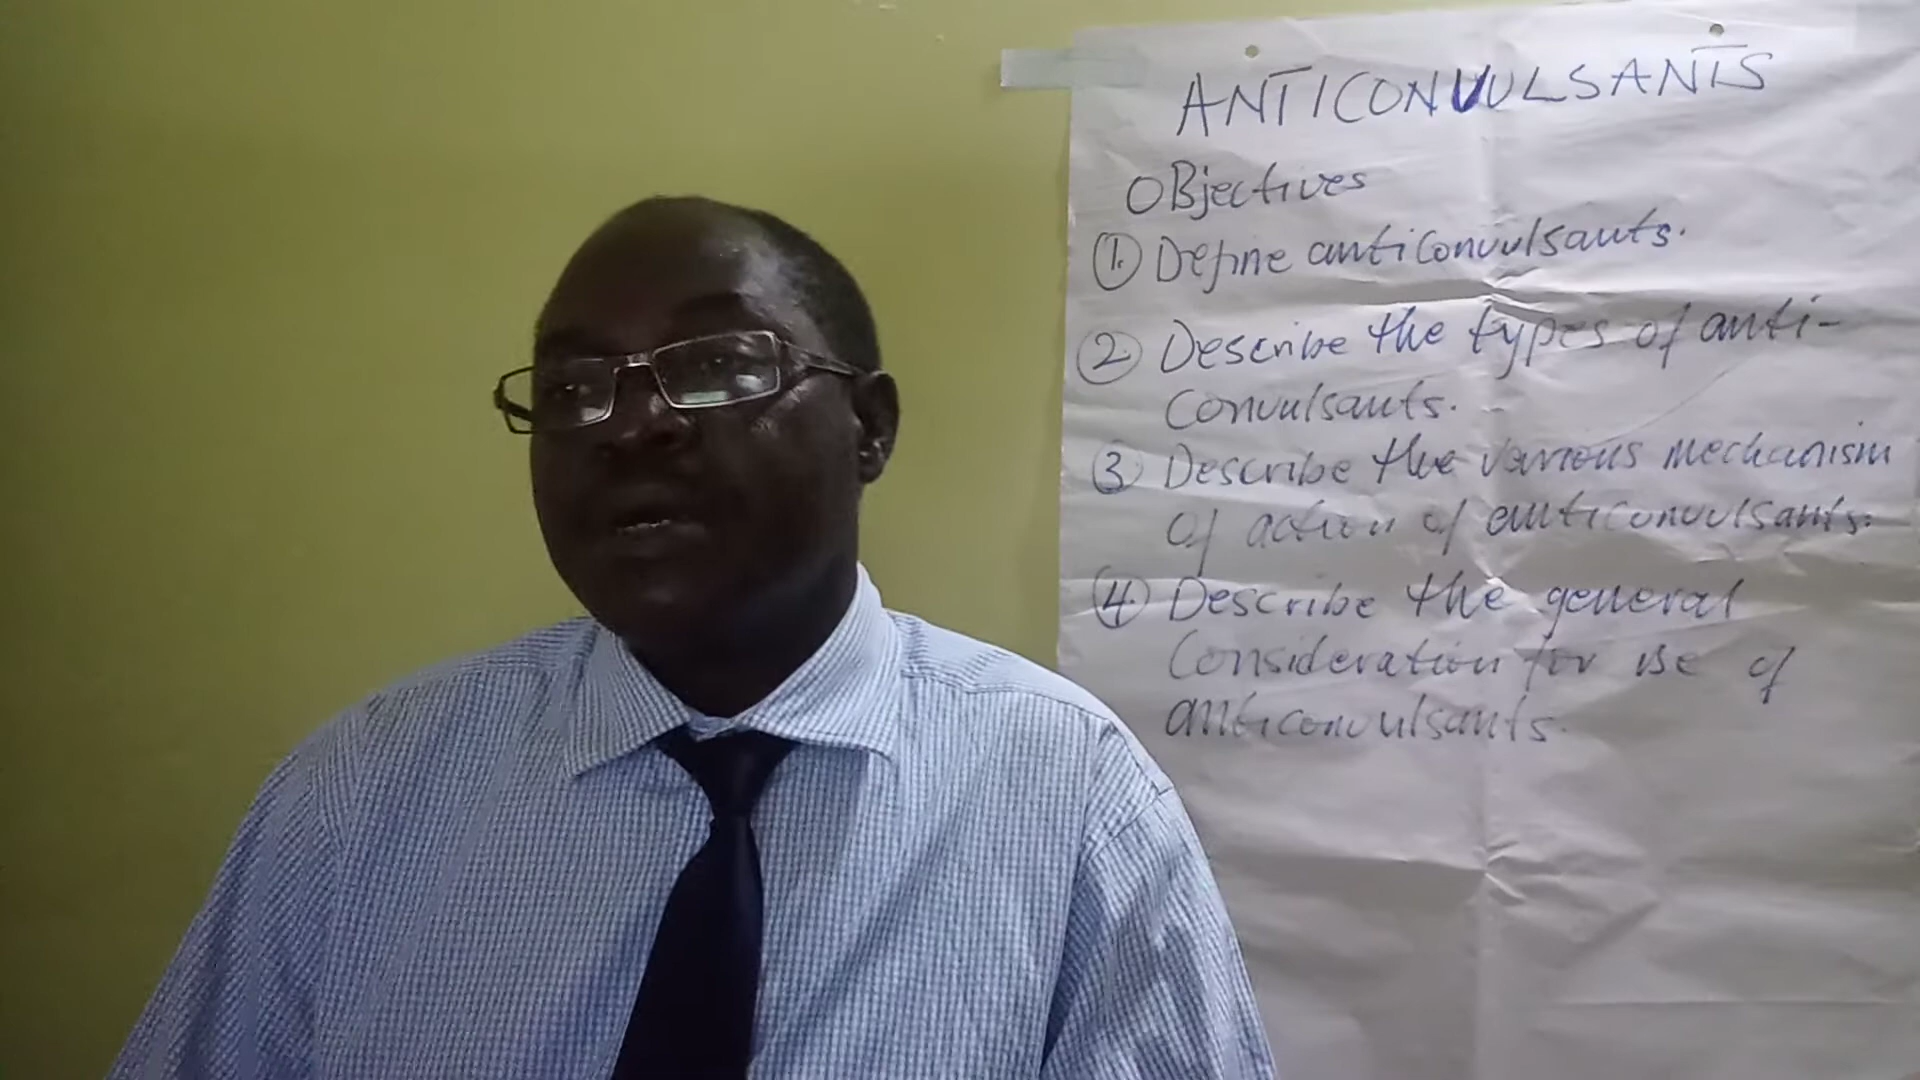 ANTICONVULSANTS
OBjectives
1. Define anticonvulsants.
2 Describe the types of anti-
convulsants.
3 Describe the various mechanism
of action of anticonvulsants.
4. Describe the general
Consideration for use of
anticonvulsants.